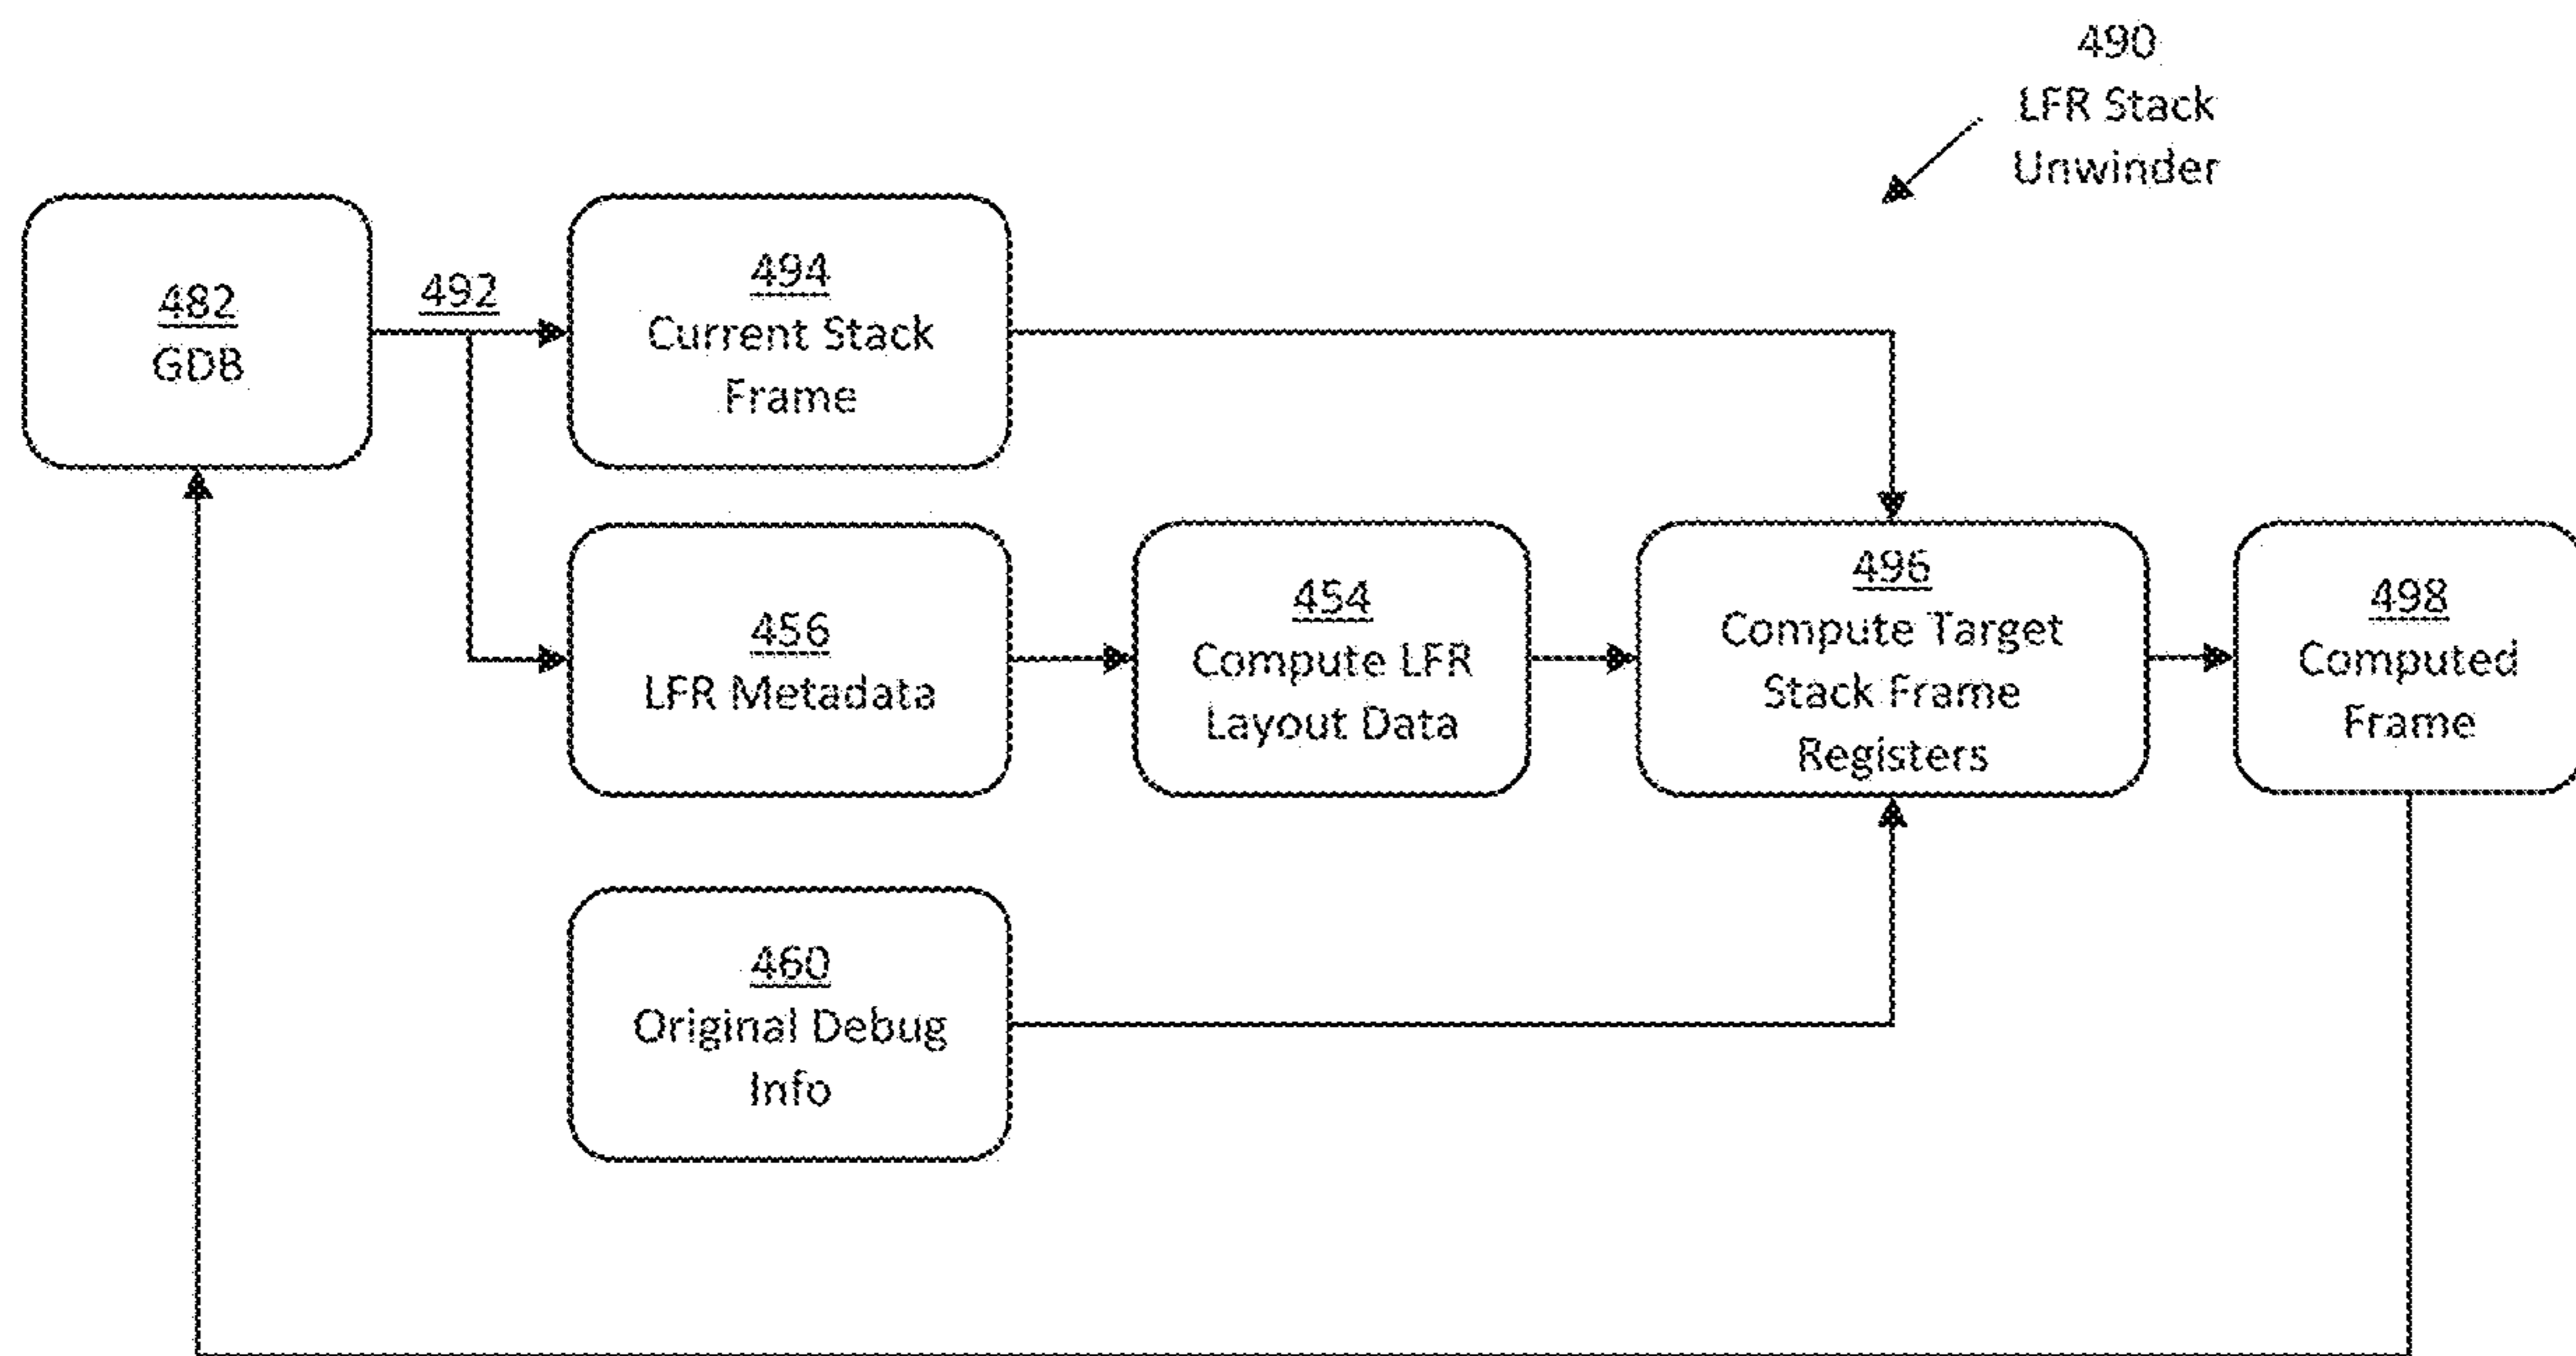 490
LFR Stack
Unwinder
482
GDB
492
494
Current Stack
Frame
456
LFR Metadata
454
Compute LFR
Layout Data
496
Compute Target
Stack Frame
Registers
498
Computed
Frame
460
Original Debug
Info